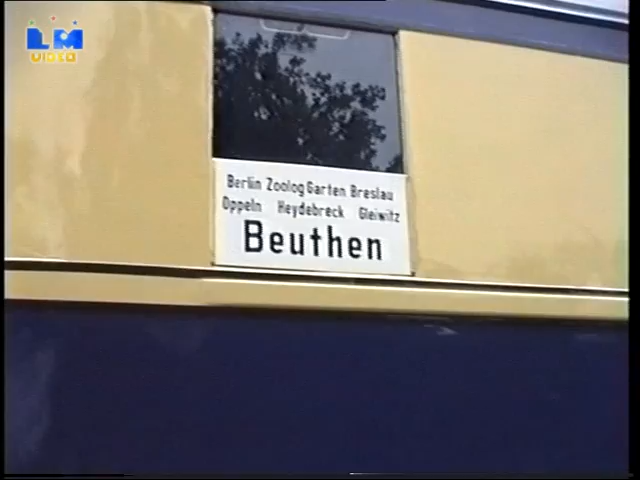 LM
VIDEO
Berlin Zoolog Garten Breslau
Oppeln Heydebreck Gleiwitz
Beuthen